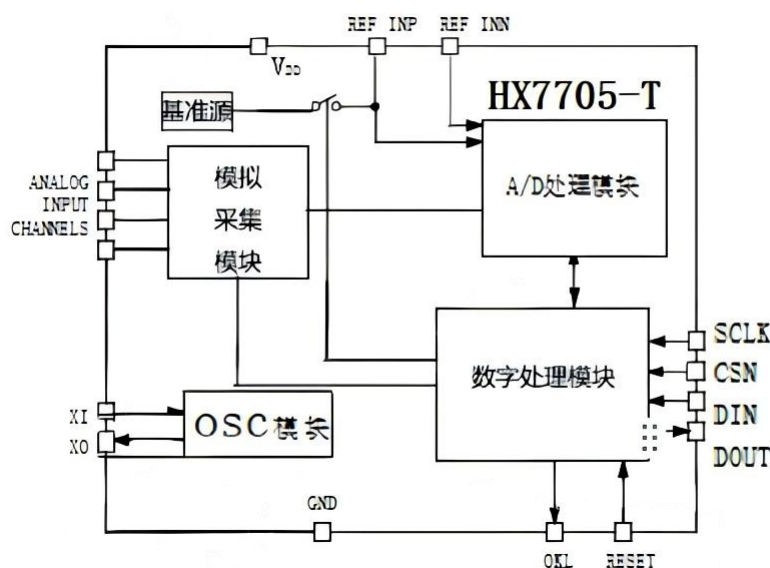 REF INP REF INN
VDD
基准源
HX7705-T
模拟
采集
模块
A/D处理模块
ANALOG
INPUT
CHANNELS
数字处理模块
SCLK
CSN
DIN
DOUT
XI
XO
OSC模块
GND
OKL RESET